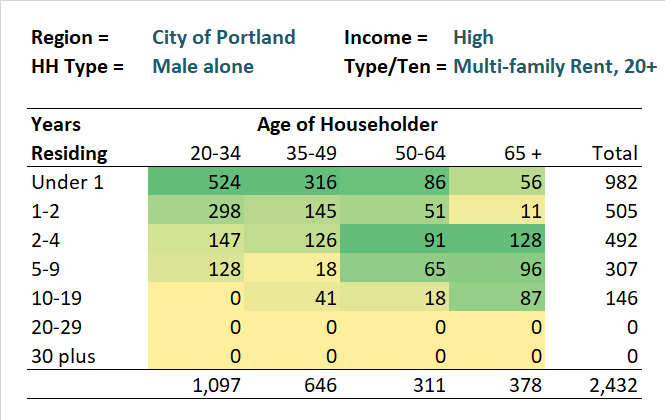 Region = City of Portland Income = High
HH Type = Male alone Type/Ten = Multi-family Rent, 20+
Years Age of Householder
Residing 20-34 35-49 50-64 65 + Total
Under 1 524 316 86 56 982
1-2 298 145 51 11 505
2-4 147 126 91 128 492
5-9 128 18 65 96 307
10-19 0 41 18 87 146
20-29 0 0 0 0 0
30 plus 0 0 0 0 0
1,097 646 311 378 2,432